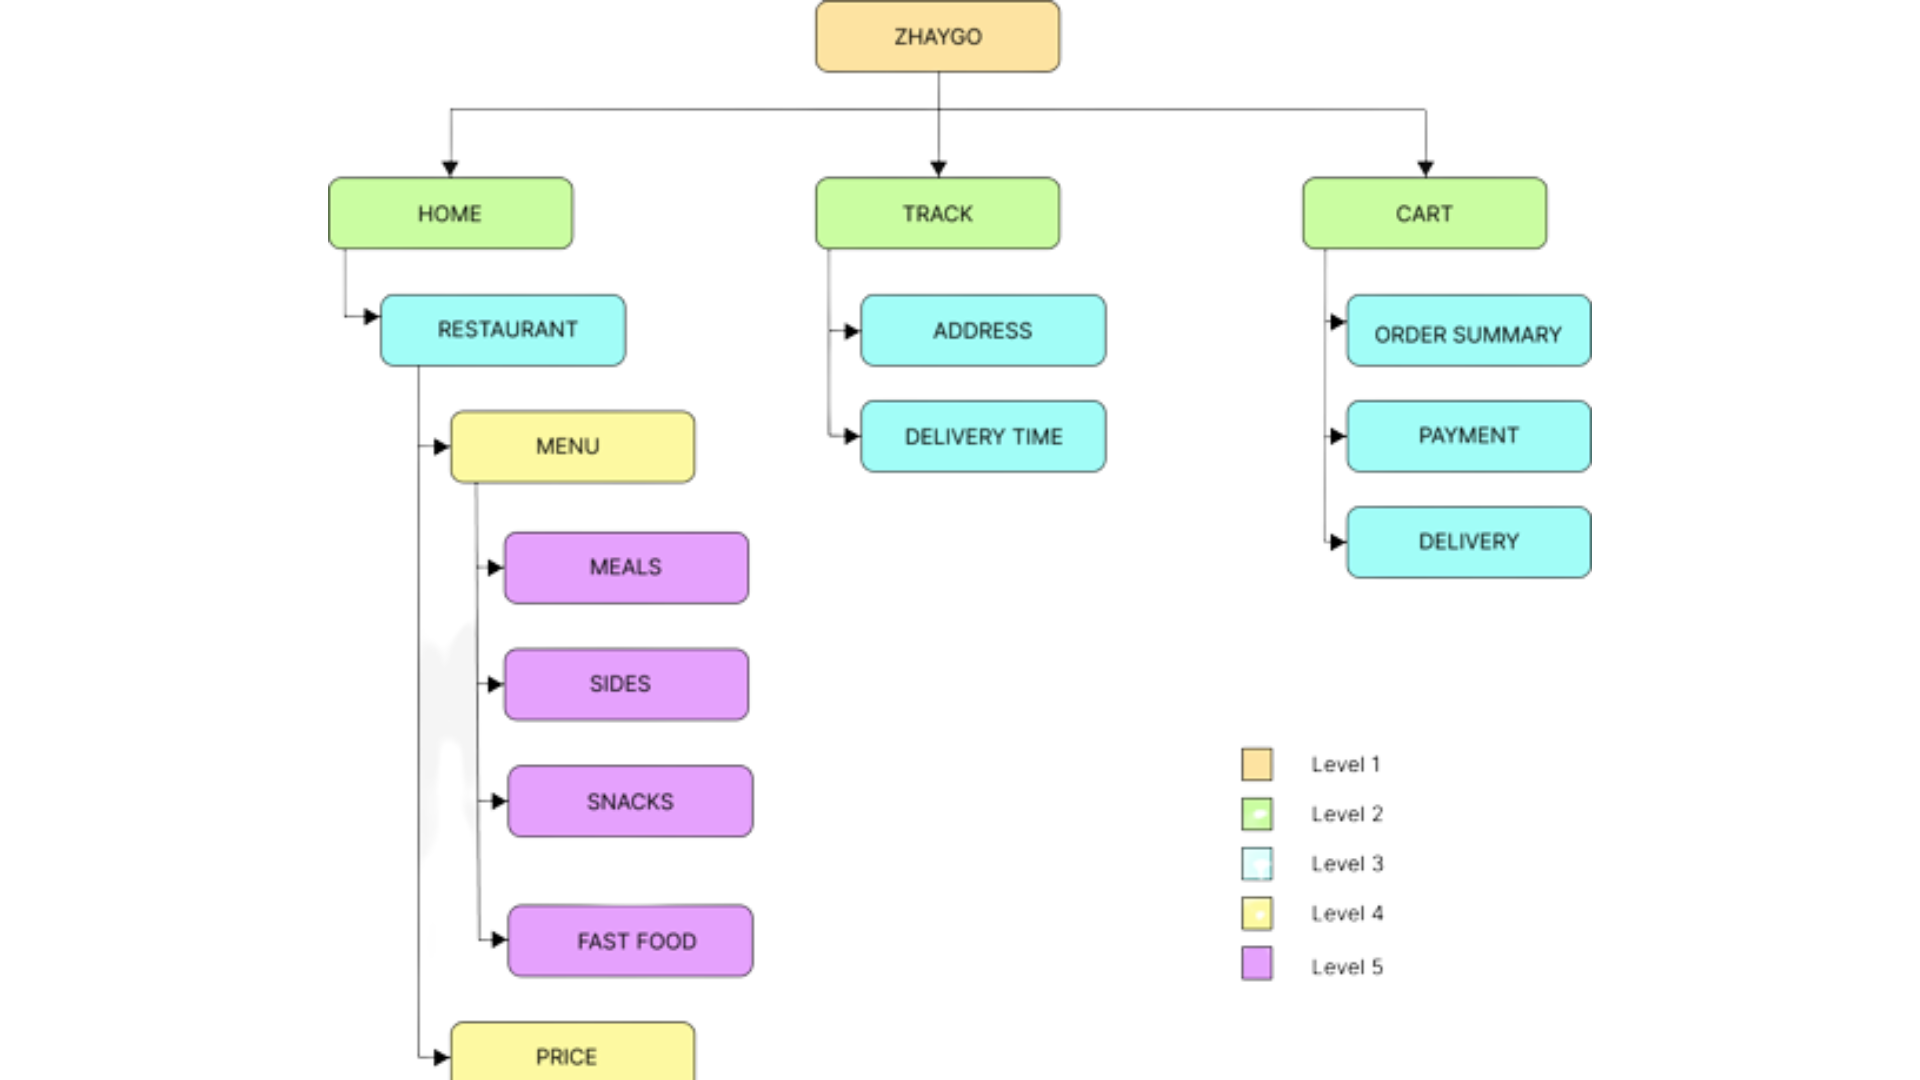 ZHAYGO
HOME
TRACK
CART
RESTAURANT
ADDRESS
ORDER SUMMARY
MENU
DELIVERY TIME
PAYMENT
MEALS
DELIVERY
SIDES
SNACKS
FAST FOOD
PRICE
Level 1
Level 2
Level 3
Level 4
Level 5